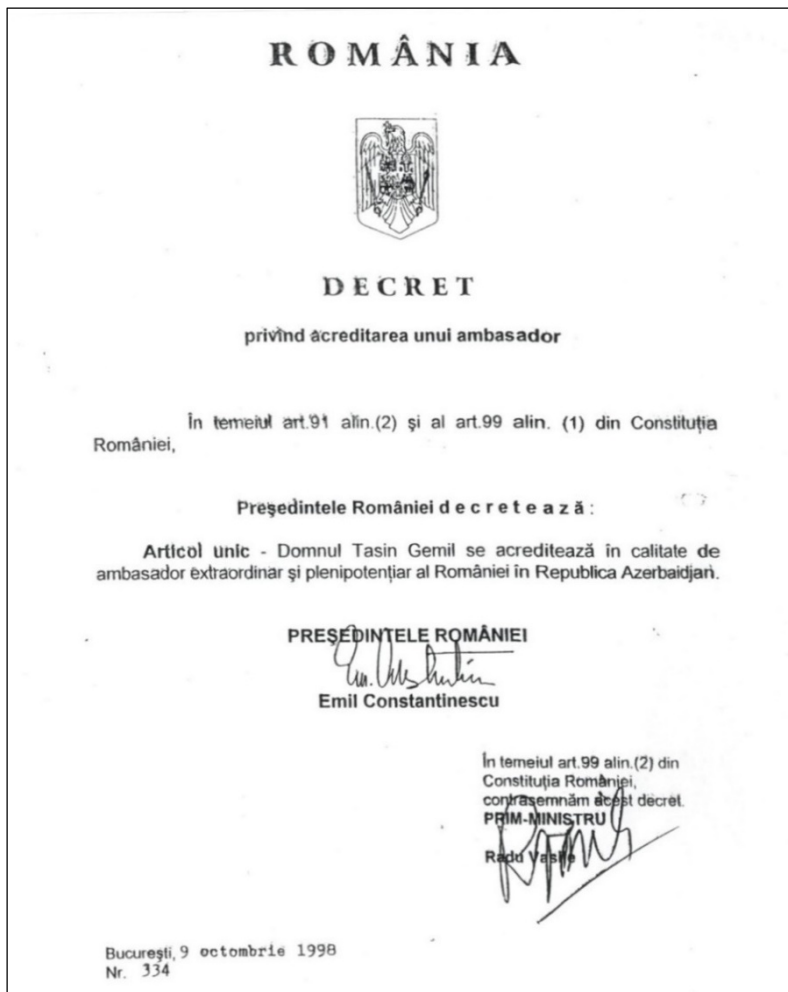 ROMÂNIA
DECRET
privind acreditarea unui ambasador
În temeiul art.91 alin.(2) şi al art.99 alin. (1) din Constituţia
României,
Preşedintele României d e c r e t e a z ă :
Articol unic - Domnul Tasin Gemil se acreditează în calitate de
ambasador extraordinar şi plenipotenţiar al României în Republica Azerbaidjan.
PREŞEDINTELE ROMÂNIEI
Emil Constantinescu
În temeiul art.99 alin.(2) din
Constituţia României,
contrasemnăm acest decret.
PRIM-MINISTRU
Radu Vasile
Bucureşti, 9 octombrie 1998
Nr. 334